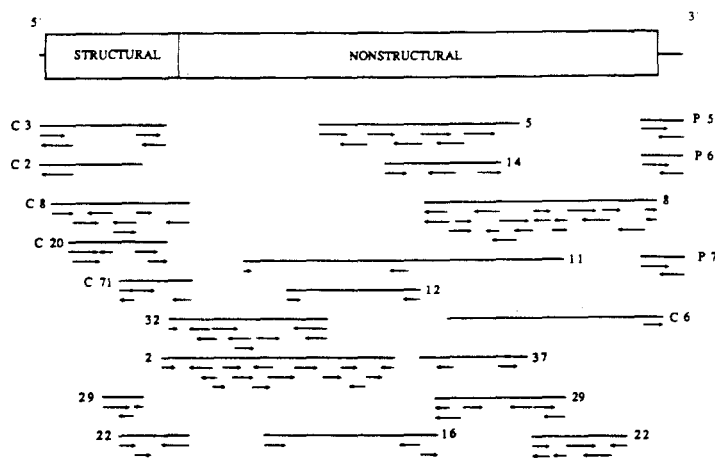 5' 3'
STRUCTURAL NONSTRUCTURAL
C 3 5 P 5
C 2 14 P 6
C 8 8
C 20
11 P 7
C 71 12
32 C 6
2 37
29 29
22 16 22